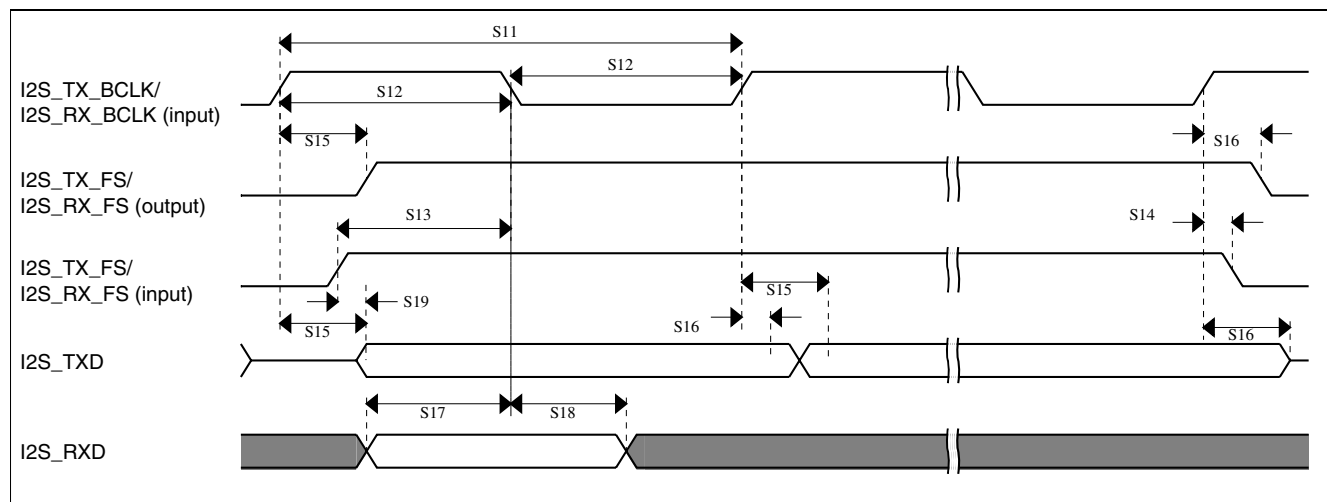 S11
S12
I2S_TX_BCLK/
I2S_RX_BCLK (input)
S12
S15
S16
I2S_TX_FS/
I2S_RX_FS (output)
S13
S14
I2S_TX_FS/
I2S_RX_FS (input)
S19
S15
S15
S16
S16
I2S_TXD
S17
S18
I2S_RXD